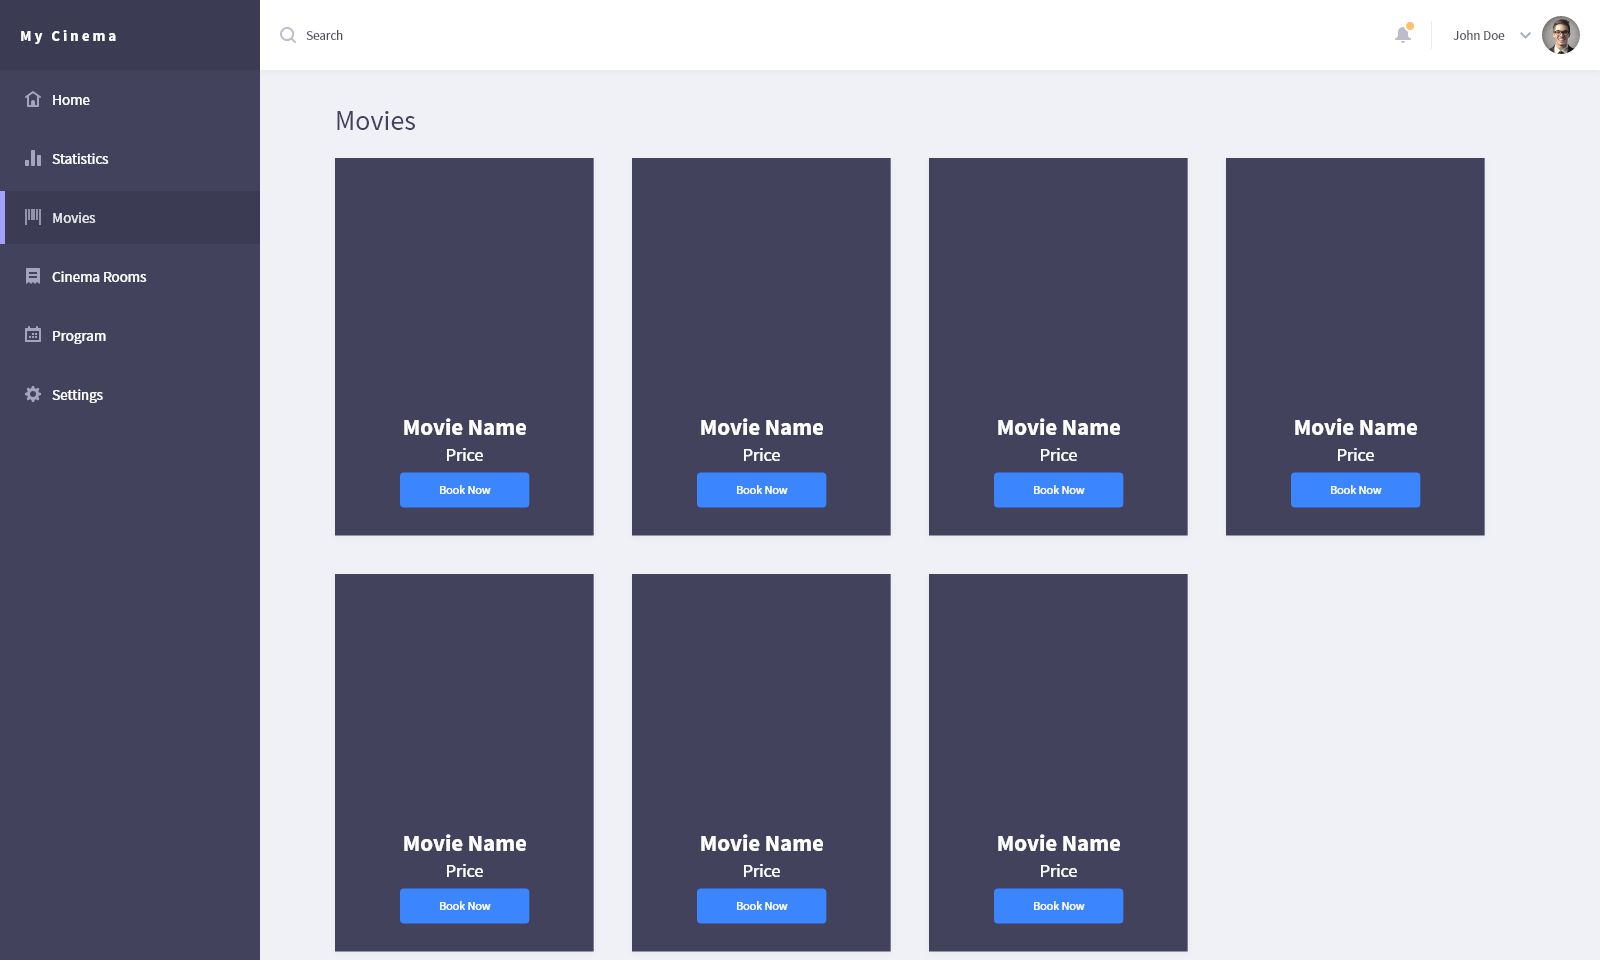 My Cinema
Search
John Doe
Home
Statistics
Movies
Cinema Rooms
Program
Settings
Movies
Movie Name
Price
Book Now
Movie Name
Price
Book Now
Movie Name
Price
Book Now
Movie Name
Price
Book Now
Movie Name
Price
Book Now
Movie Name
Price
Book Now
Movie Name
Price
Book Now